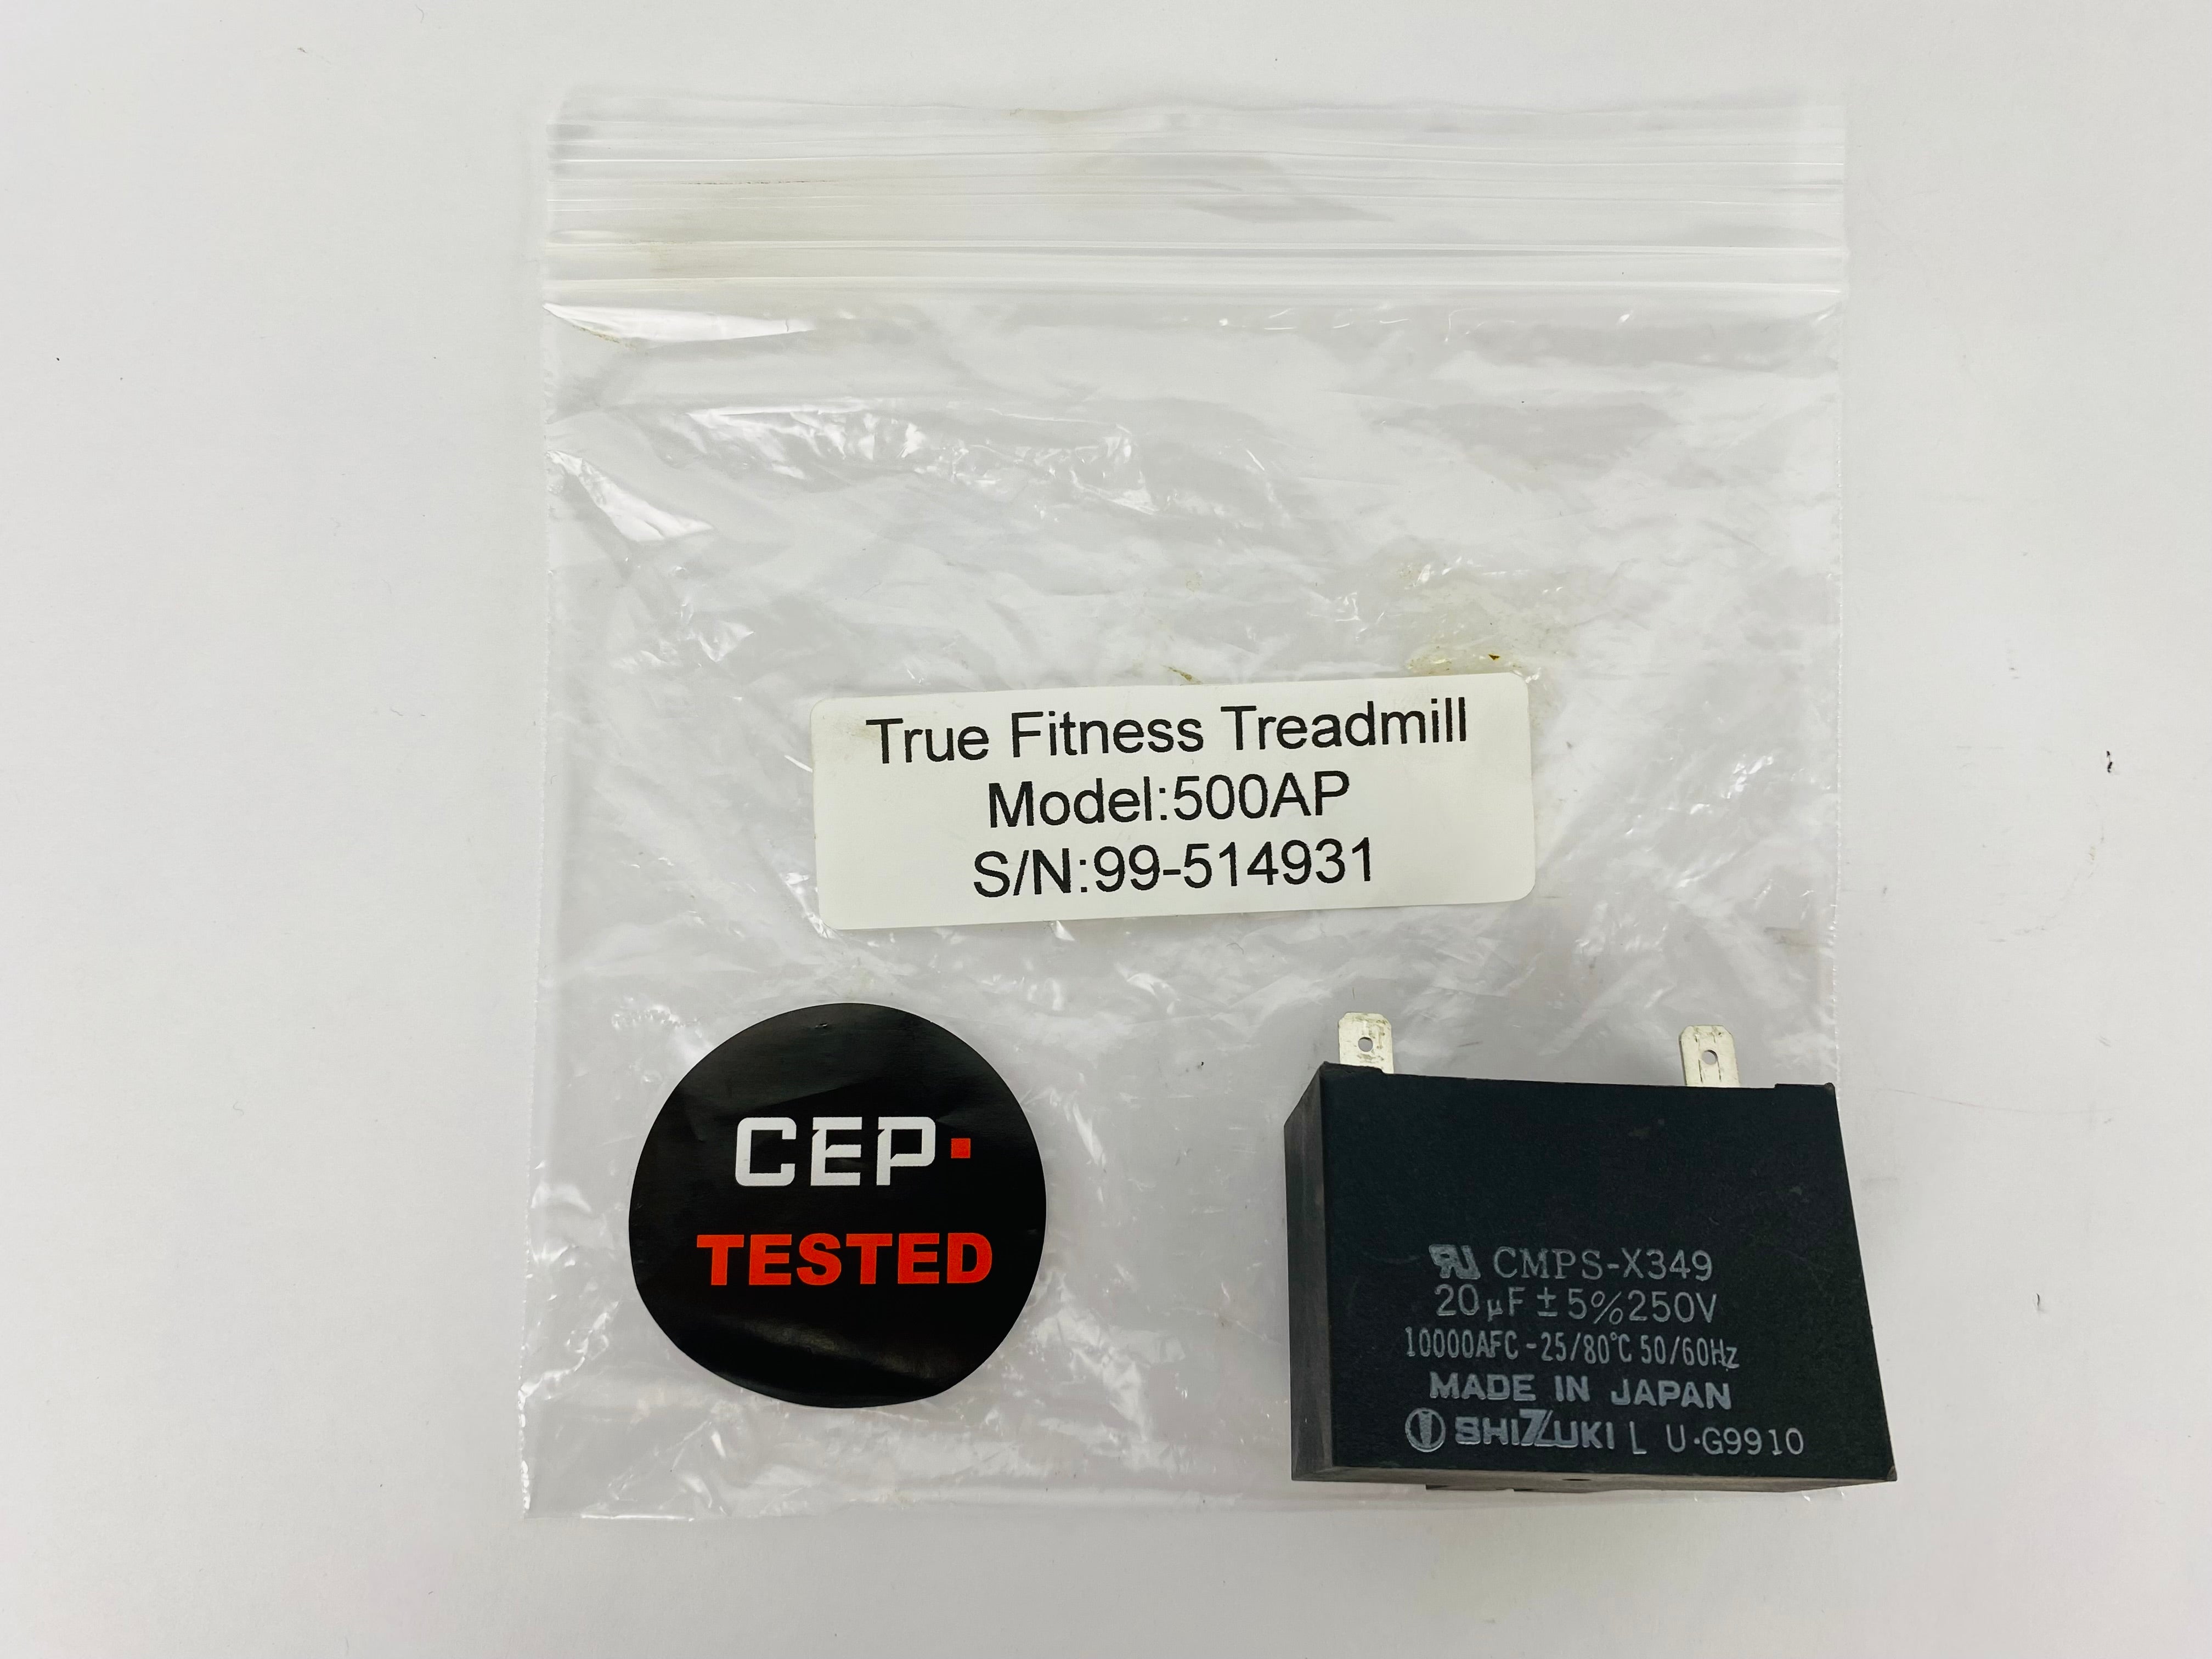 True Fitness Treadmill
Model:500AP
S/N:99-514931
CEP
TESTED
CMPS-X349
20μF±5%250V
10000AFC -25/80°C 50/60Hz
MADE IN JAPAN
SHIZUKI L U·G9910